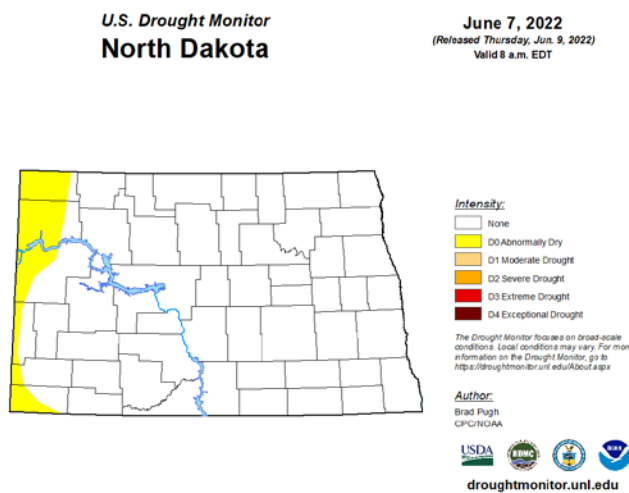 U.S. Drought Monitor
North Dakota
June 7, 2022
(Released Thursday, Jun. 9, 2022)
Valid 8 a.m. EDT
Intensity:
None
D0 Abnormally Dry
D1 Moderate Drought
D2 Severe Drought
D3 Extreme Drought
D4 Exceptional Drought
The Drought Monitor focuses on broad-scale
conditions. Local conditions may vary. For more
information on the Drought Monitor, go to
https://droughtmonitor.unl.edu/About.aspx
Author:
Brad Pugh
CPC/NOAA
USDA
NDMC
NOAA
droughtmonitor.unl.edu